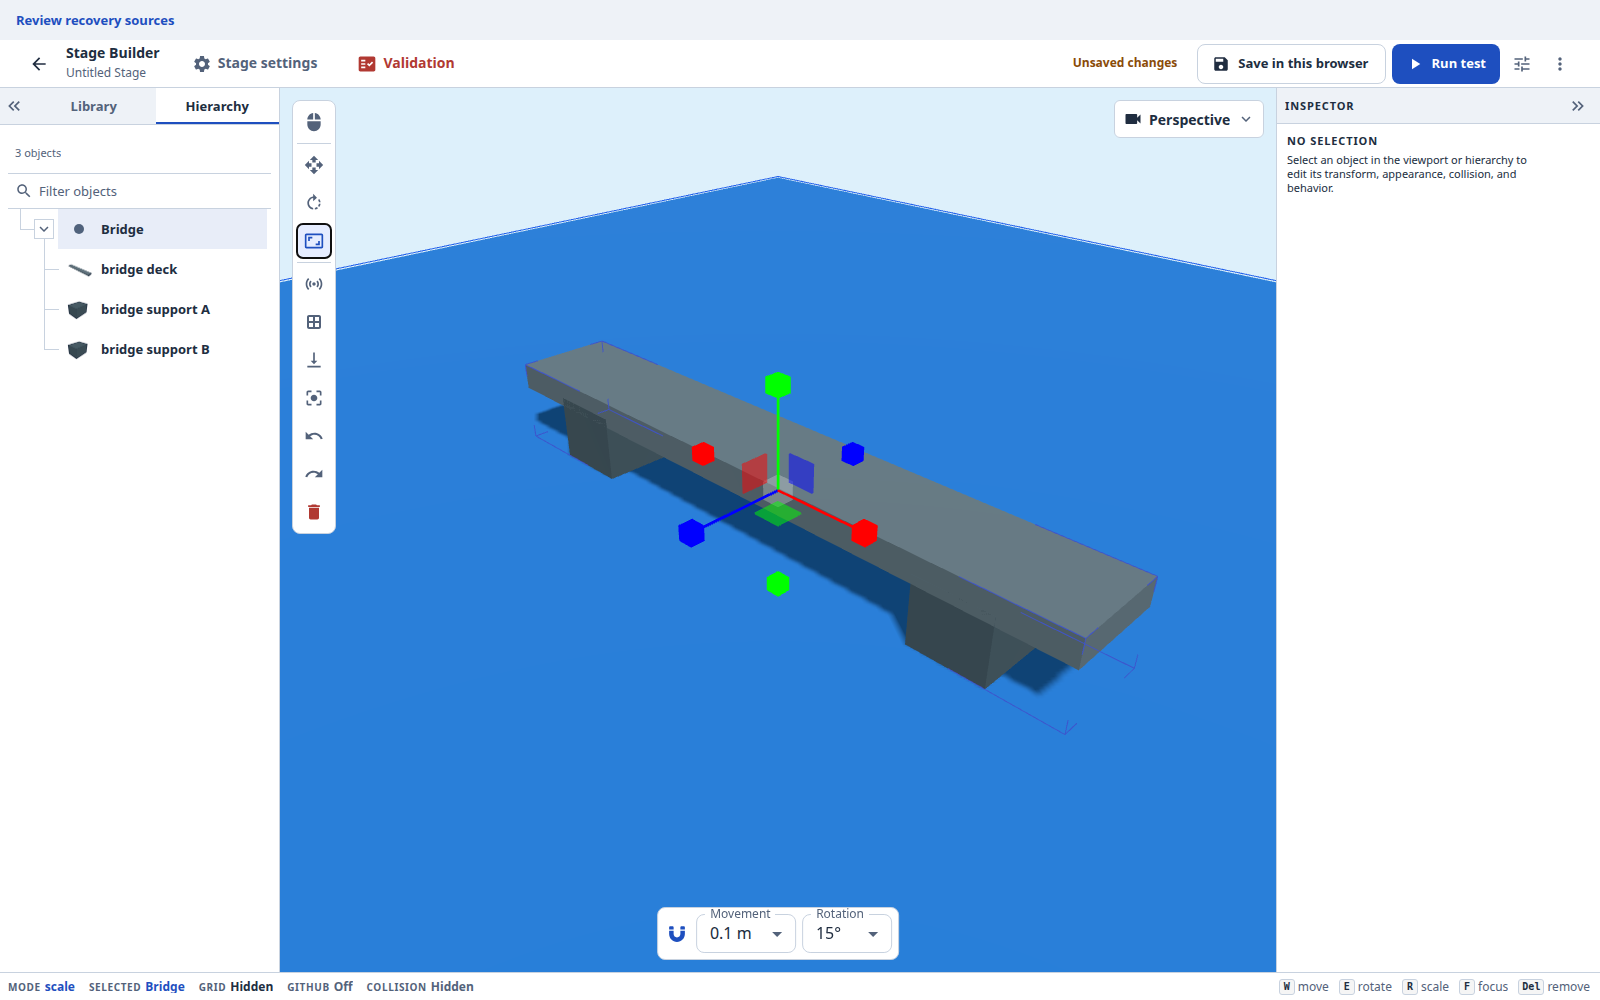 Review recovery sources
Stage Builder
Untitled Stage
Stage settings
Validation
Unsaved changes
Save in this browser
Run test
Library
Hierarchy
3 objects
Filter objects
Bridge
bridge deck
bridge support A
bridge support B
Perspective
INSPECTOR
NO SELECTION
Select an object in the viewport or hierarchy to
edit its transform, appearance, collision, and
behavior.
Movement
0.1 m
Rotation
15°
MODE scale SELECTED Bridge GRID Hidden GITHUB Off COLLISION Hidden
W move E rotate R scale F focus Del remove